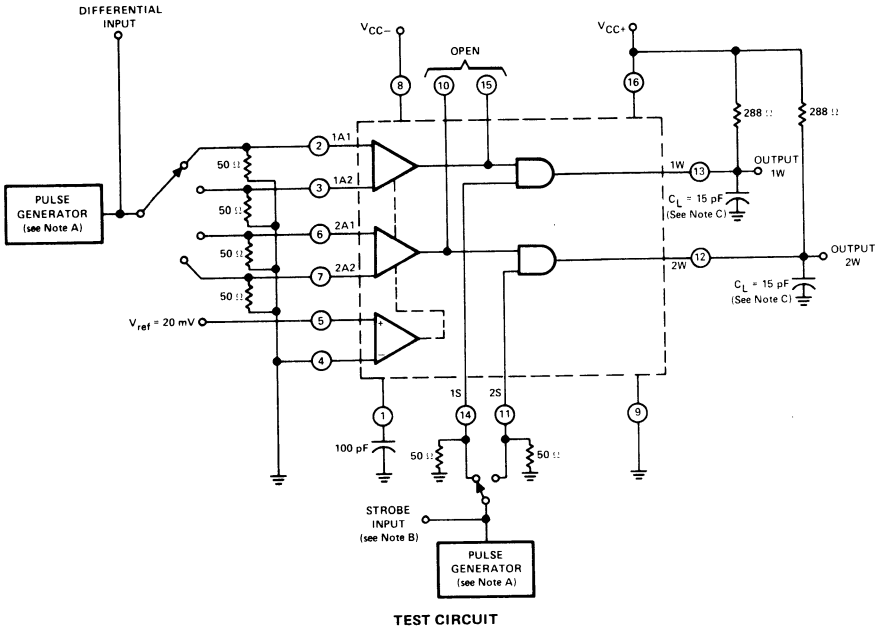 DIFFERENTIAL
INPUT
VCC−
OPEN
VCC+
8
10
15
16
288 Ω
288 Ω
50 Ω
2
1A1
3
1A2
50 Ω
1W
13
OUTPUT
1W
CL = 15 pF
(See Note C)
PULSE
GENERATOR
(see Note A)
6
2A1
50 Ω
7
2A2
50 Ω
2W
12
OUTPUT
2W
CL = 15 pF
(See Note C)
Vref = 20 mV
5
+
4
−
1
100 pF
1S
14
2S
11
9
50 Ω
50 Ω
STROBE
INPUT
(see Note B)
PULSE
GENERATOR
(see Note A)
TEST CIRCUIT